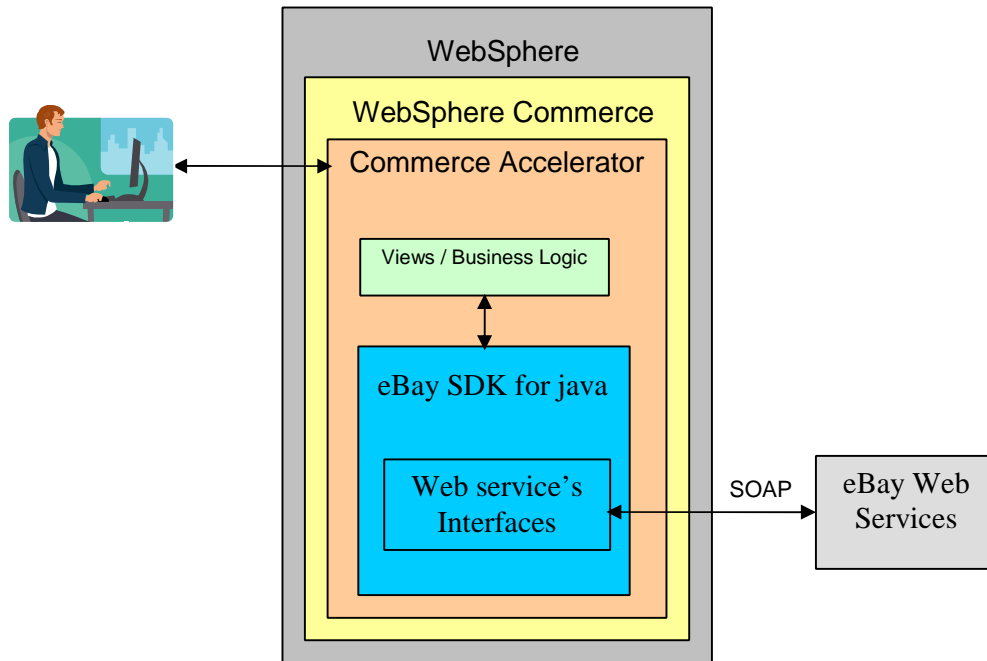 WebSphere
WebSphere Commerce
Commerce Accelerator
Views / Business Logic
eBay SDK for java
Web service’s
Interfaces
SOAP
eBay Web
Services